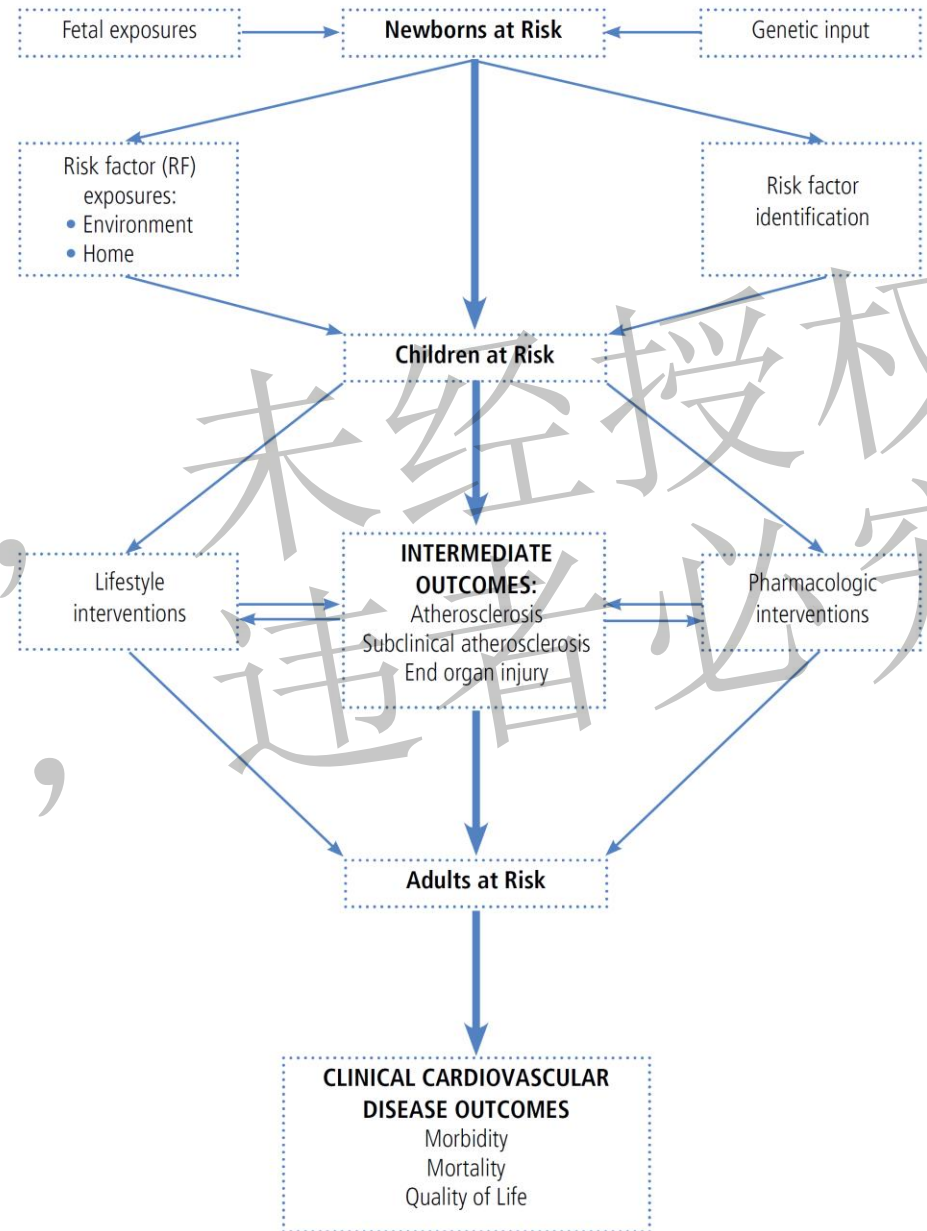 Fetal exposures
Newborns at Risk
Genetic input
Risk factor (RF)
exposures:
• Environment
• Home
Risk factor
identification
Children at Risk
Lifestyle
interventions
INTERMEDIATE
OUTCOMES:
Atherosclerosis
Subclinical atherosclerosis
End organ injury
Pharmacologic
interventions
Adults at Risk
CLINICAL CARDIOVASCULAR
DISEASE OUTCOMES
Morbidity
Mortality
Quality of Life
，未经授权
，违者必究